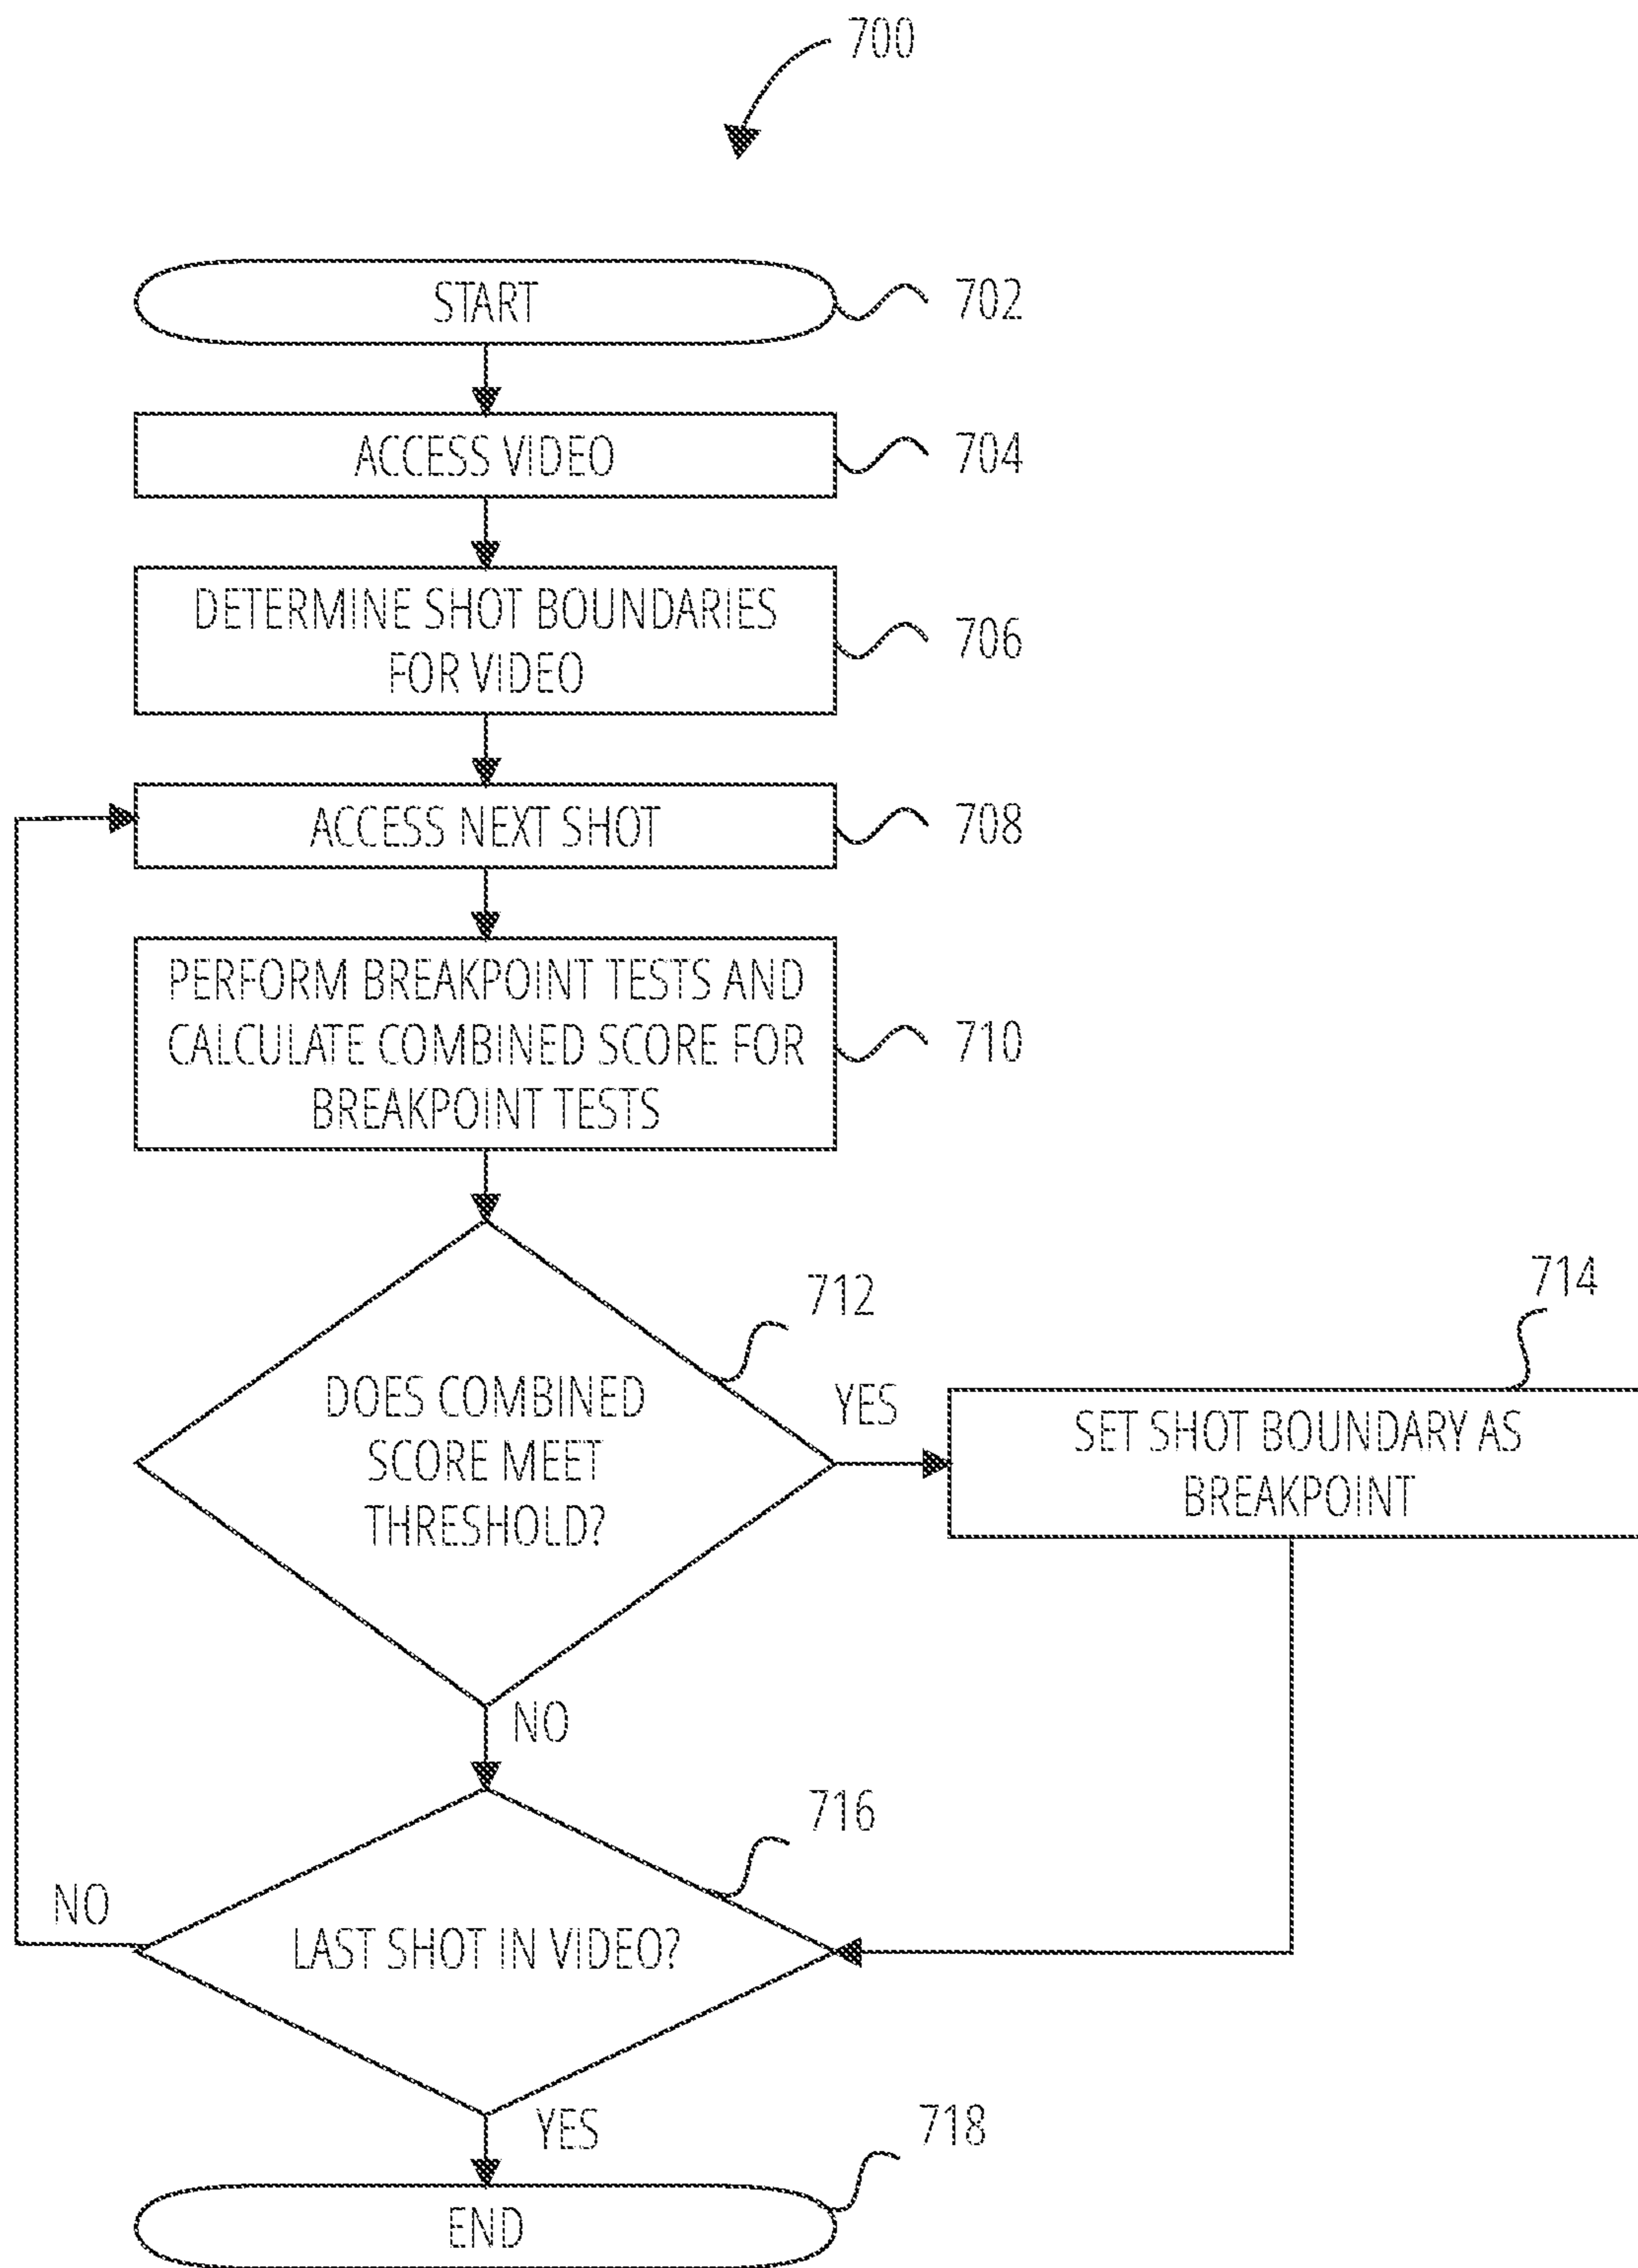 700
START
702
ACCESS VIDEO
704
DETERMINE SHOT BOUNDARIES
FOR VIDEO
706
ACCESS NEXT SHOT
708
PERFORM BREAKPOINT TESTS AND
CALCULATE COMBINED SCORE FOR
BREAKPOINT TESTS
710
712
DOES COMBINED
SCORE MEET
THRESHOLD?
YES
714
SET SHOT BOUNDARY AS
BREAKPOINT
NO
716
LAST SHOT IN VIDEO?
NO
YES
718
END